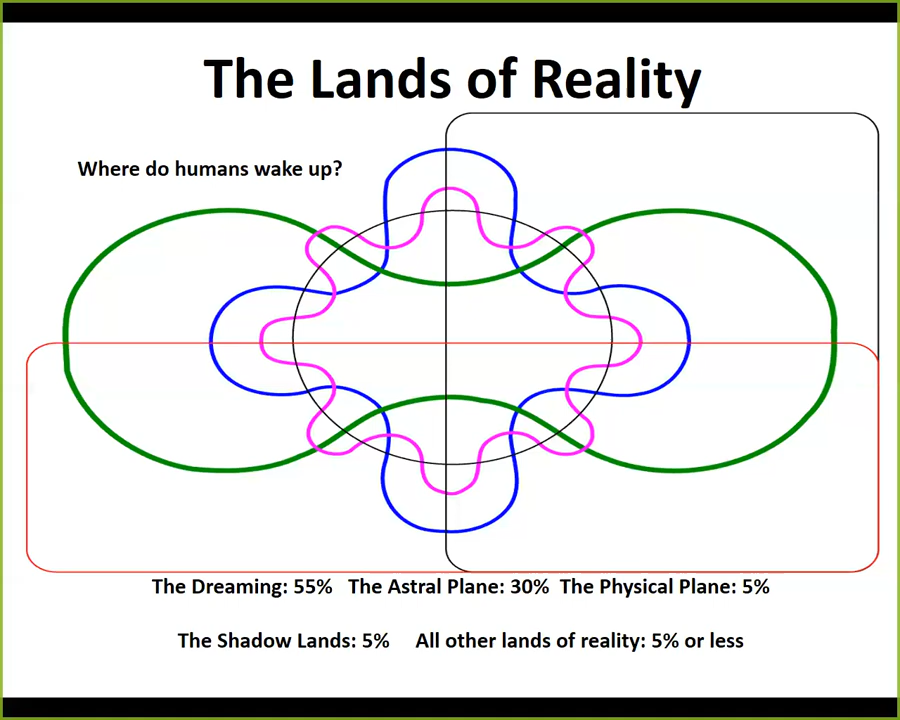 The Lands of Reality
Where do humans wake up?
The Dreaming: 55% The Astral Plane: 30% The Physical Plane: 5%
The Shadow Lands: 5% All other lands of reality: 5% or less